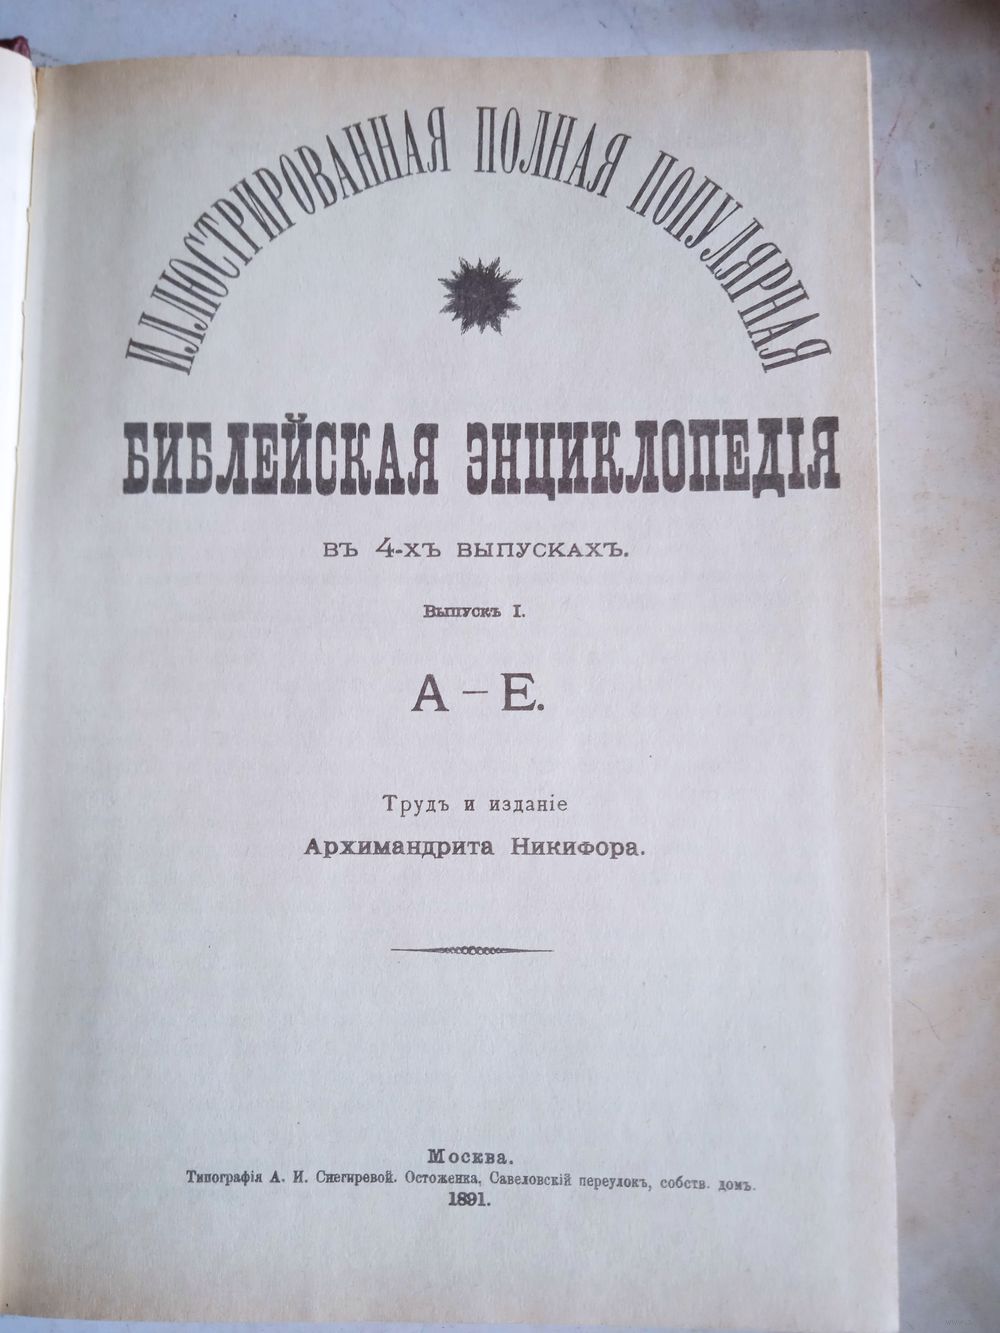 ИЛЛЮСТРИРОВАННАЯ ПОЛНАЯ ПОПУЛЯРНАЯ
БИБЛЕЙСКАЯ ЭНЦИКЛОПЕДІЯ
ВЪ 4-ХЪ ВЫПУСКАХЪ.
Выпускъ I.
А — Е.
Трудъ и изданіе
Архимандрита Никифора.
Москва.
Типографія А. И. Снегиревой. Остоженка, Савеловскій переулокъ, собств. домъ.
1891.